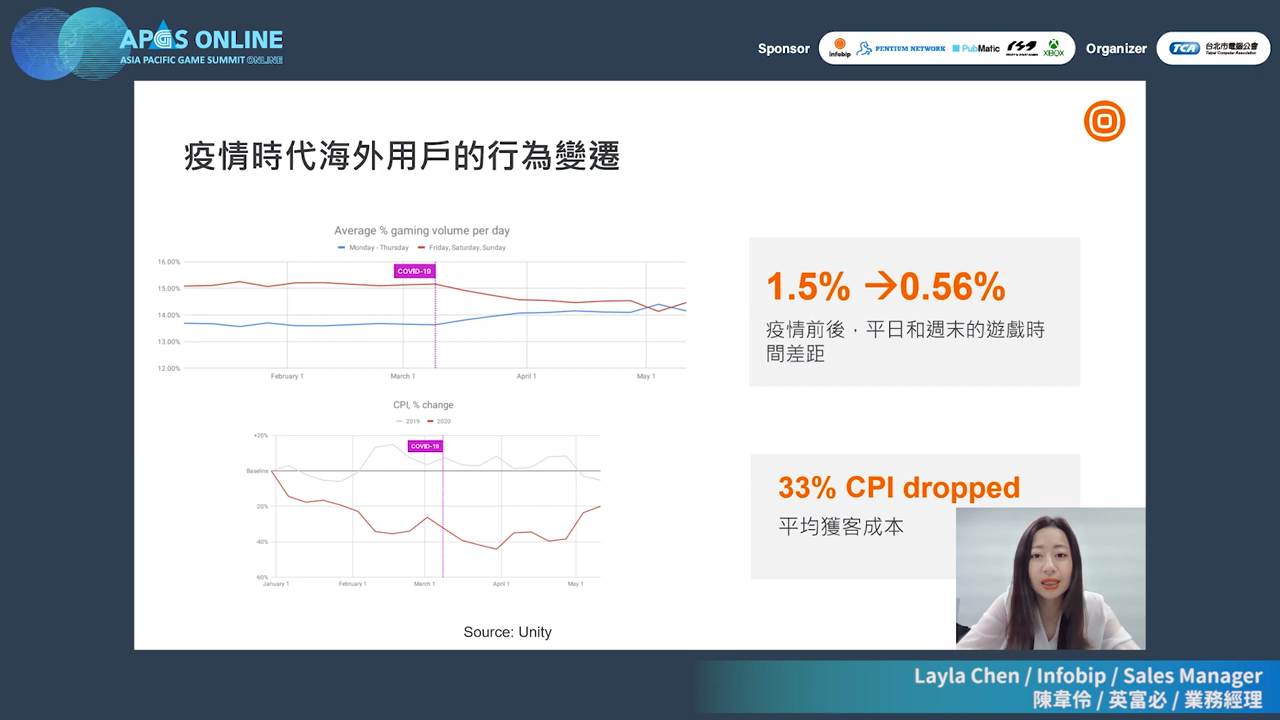 APGS ONLINE
ASIA PACIFIC GAME SUMMIT ONLINE
Sponsor
infobip
PENTIUM NETWORK
PubMatic
XBOX
Organizer
TCA 台北市電腦公會
Taipei Computer Association
疫情時代海外用戶的行為變遷
Average % gaming volume per day
Monday - Thursday Friday, Saturday, Sunday
COVID-19
16.00%
15.00%
14.00%
13.00%
12.00%
February 1 March 1 April 1 May 1
1.5% →0.56%
疫情前後，平日和週末的遊戲時
間差距
CPI, % change
2019 2020
COVID-19
+20%
Baseline
-20%
-40%
-60%
January 1 February 1 March 1 April 1 May 1
33% CPI dropped
平均獲客成本
Source: Unity
Layla Chen / Infobip / Sales Manager
陳韋伶 / 英富必 / 業務經理